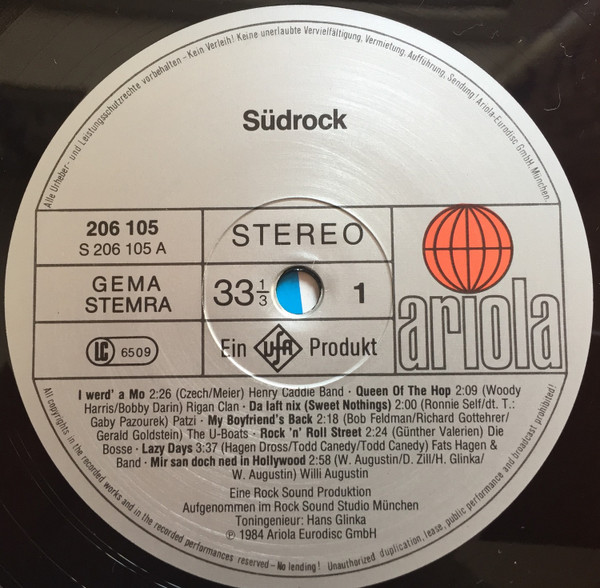 Alle Urheber- und Leistungsschutzrechte vorbehalten – Kein Verleih! Keine unerlaubte Vervielfältigung, Vermietung, Aufführung, Sendung! Ariola-Eurodisc GmbH, München.
Südrock
206 105
S 206 105 A
STEREO
GEMA
STEMRA
33 1/3
1
LC 6509
Ein UFA Produkt
ariola
I werd' a Mo 2:26 (Czech/Meier) Henry Caddie Band · Queen Of The Hop 2:09 (Woody
Harris/Bobby Darin) Rigan Clan · Da laft nix (Sweet Nothings) 2:00 (Ronnie Self/dt. T.:
Gaby Pazourek) Patzi · My Boyfriend's Back 2:18 (Bob Feldman/Richard Gottehrer/
Gerald Goldstein) The U-Boats · Rock 'n' Roll Street 2:24 (Günther Valerien) Die
Bosse · Lazy Days 3:37 (Hagen Dross/Todd Canedy/Todd Canedy) Fats Hagen &
Band · Mir san doch ned in Hollywood 2:58 (W. Augustin/D. Zill/H. Glinka/
W. Augustin) Willi Augustin
Eine Rock Sound Produktion
Aufgenommen im Rock Sound Studio München
Toningenieur: Hans Glinka
℗ 1984 Ariola Eurodisc GmbH
All copyrights in the recorded works and in the recorded performances reserved – No lending! Unauthorized duplication, lease, public performance and broadcast prohibited!